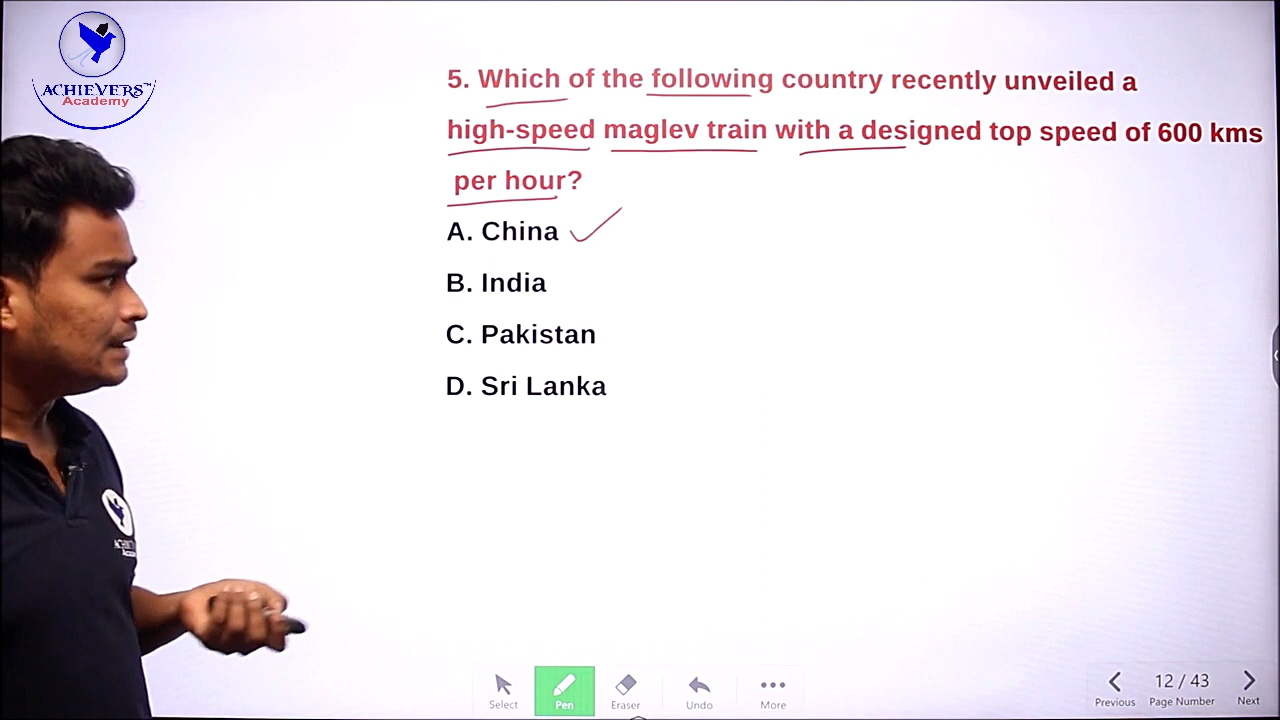 ACHIEVERS™
Academy
5. Which of the following country recently unveiled a
high-speed maglev train with a designed top speed of 600 kms
per hour?
A. China
B. India
C. Pakistan
D. Sri Lanka
Select
Pen
Eraser
Undo
More
Previous
12 / 43
Page Number
Next